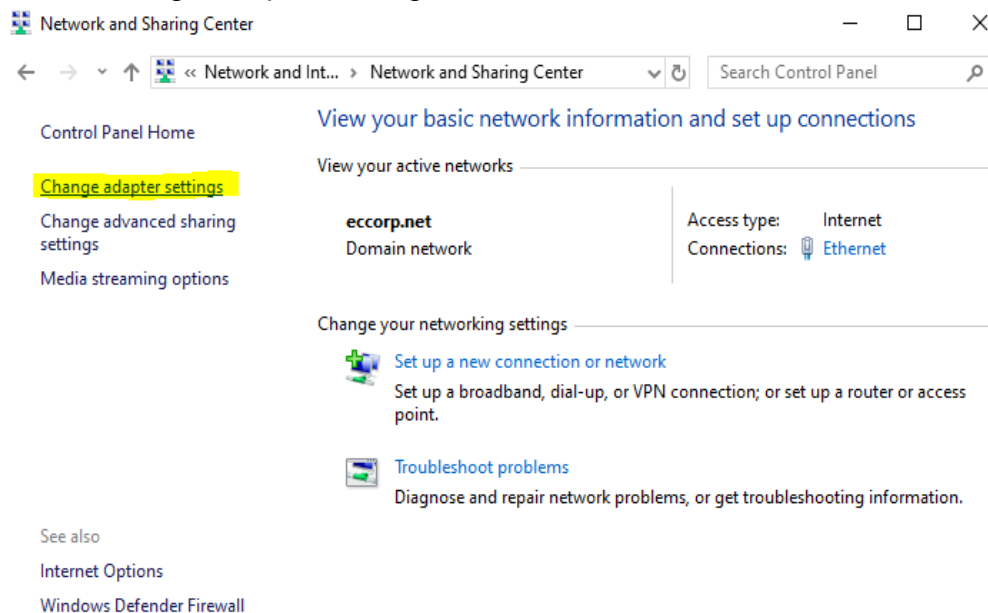 Network and Sharing Center
« Network and Int... › Network and Sharing Center
Search Control Panel
Control Panel Home
Change adapter settings
Change advanced sharing
settings
Media streaming options
View your basic network information and set up connections
View your active networks
eccorp.net
Domain network
Access type: Internet
Connections: Ethernet
Change your networking settings
Set up a new connection or network
Set up a broadband, dial-up, or VPN connection; or set up a router or access
point.
Troubleshoot problems
Diagnose and repair network problems, or get troubleshooting information.
See also
Internet Options
Windows Defender Firewall